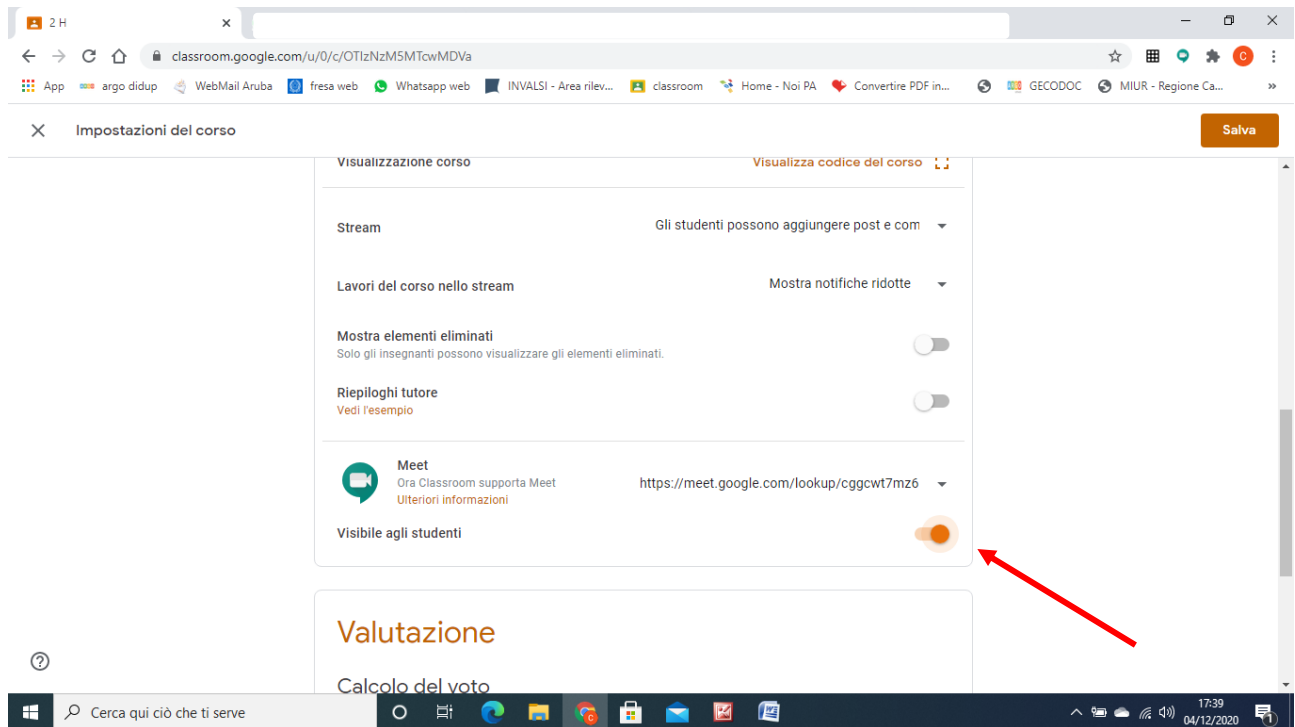 2 H
classroom.google.com/u/0/c/OTIzNzM5MTcwMDVa
C
App argo didup WebMail Aruba fresa web Whatsapp web INVALSI - Area rilev... classroom Home - Noi PA Convertire PDF in... GECODOC MIUR - Regione Ca... »
Impostazioni del corso
Salva
Visualizzazione corso
Visualizza codice del corso
Stream
Gli studenti possono aggiungere post e com
Lavori del corso nello stream
Mostra notifiche ridotte
Mostra elementi eliminati
Solo gli insegnanti possono visualizzare gli elementi eliminati.
Riepiloghi tutore
Vedi l'esempio
Meet
Ora Classroom supporta Meet
Ulteriori informazioni
https://meet.google.com/lookup/cggcwt7mz6
Visibile agli studenti
Valutazione
Calcolo del voto
Cerca qui ciò che ti serve
17:39
04/12/2020
1